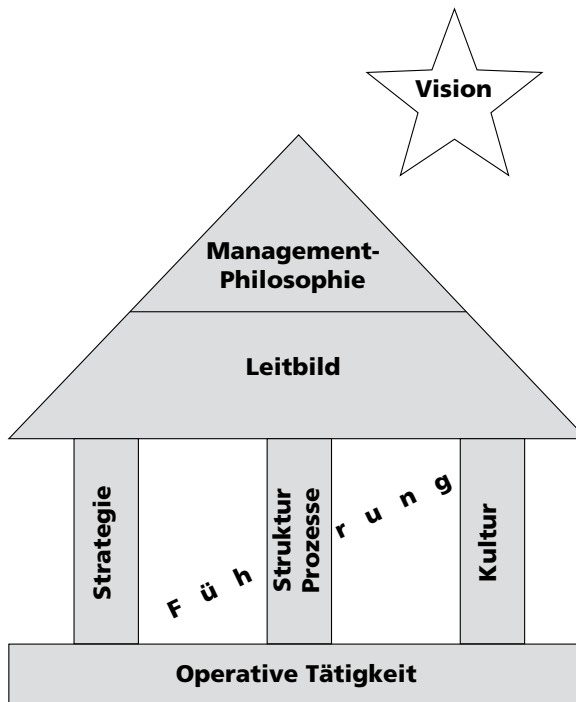 Vision
Management-
Philosophie
Leitbild
Strategie
Struktur
Prozesse
Kultur
Führung
Operative Tätigkeit